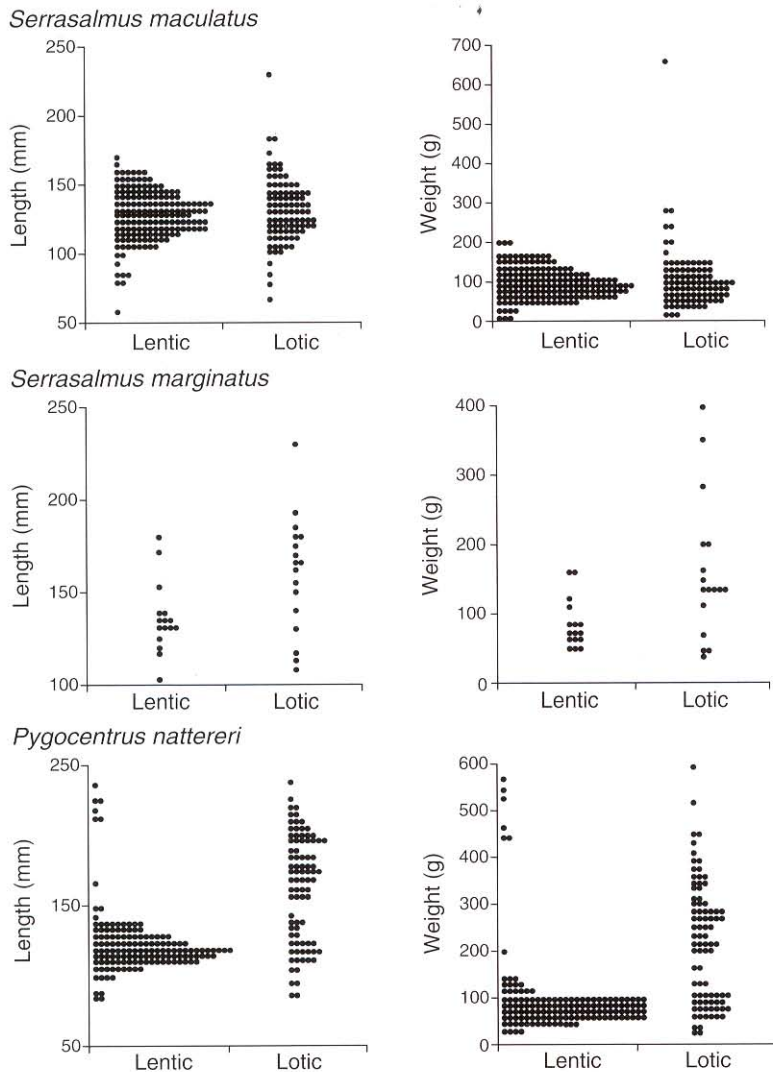 Serrasalmus maculatus
250
200
150
100
50
Length (mm)
Lentic
Lotic
700
600
500
400
300
200
100
0
Weight (g)
Lentic
Lotic
Serrasalmus marginatus
250
200
150
100
Length (mm)
Lentic
Lotic
400
300
200
100
0
Weight (g)
Lentic
Lotic
Pygocentrus nattereri
250
150
50
Length (mm)
Lentic
Lotic
600
500
400
300
200
100
0
Weight (g)
Lentic
Lotic